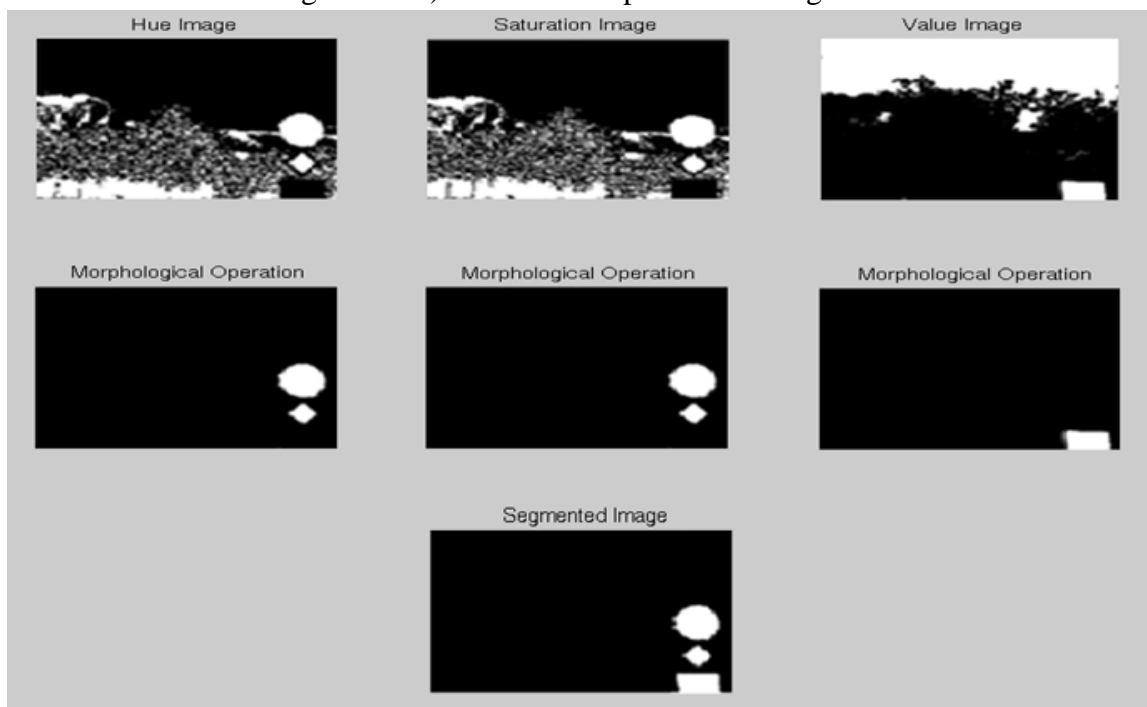 Hue Image
Saturation Image
Value Image
Morphological Operation
Morphological Operation
Morphological Operation
Segmented Image